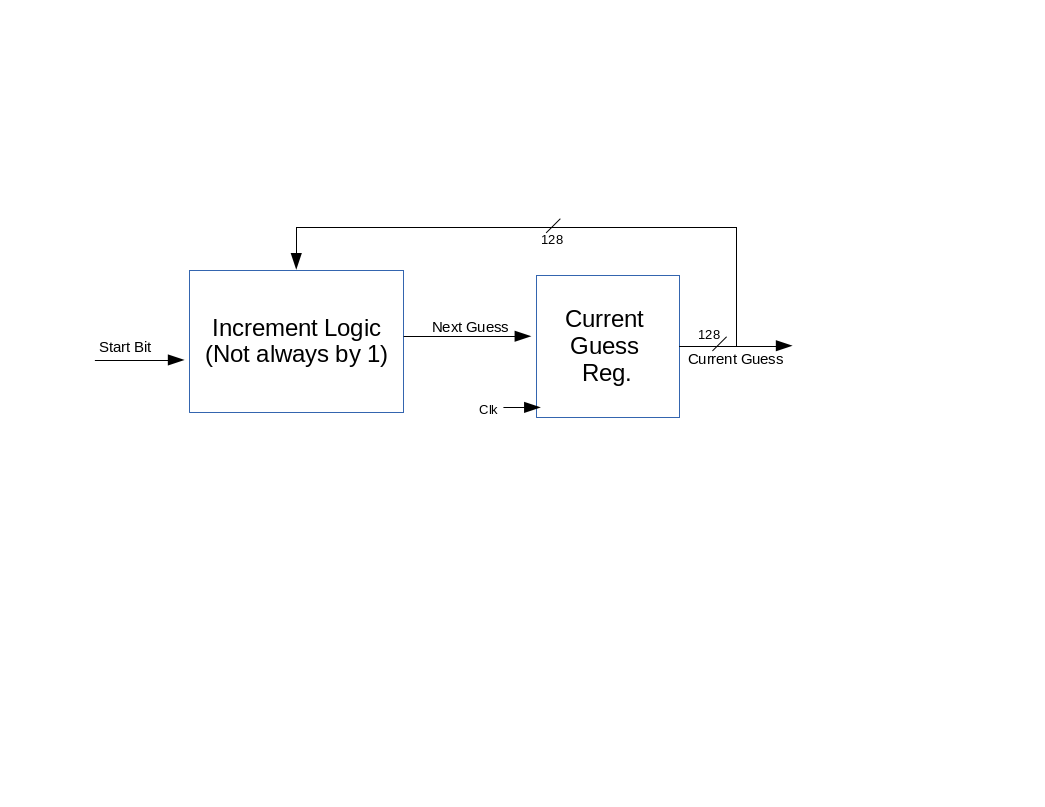 128
Increment Logic
(Not always by 1)
Start Bit
Next Guess
Current
Guess
Reg.
Clk
128
Current Guess